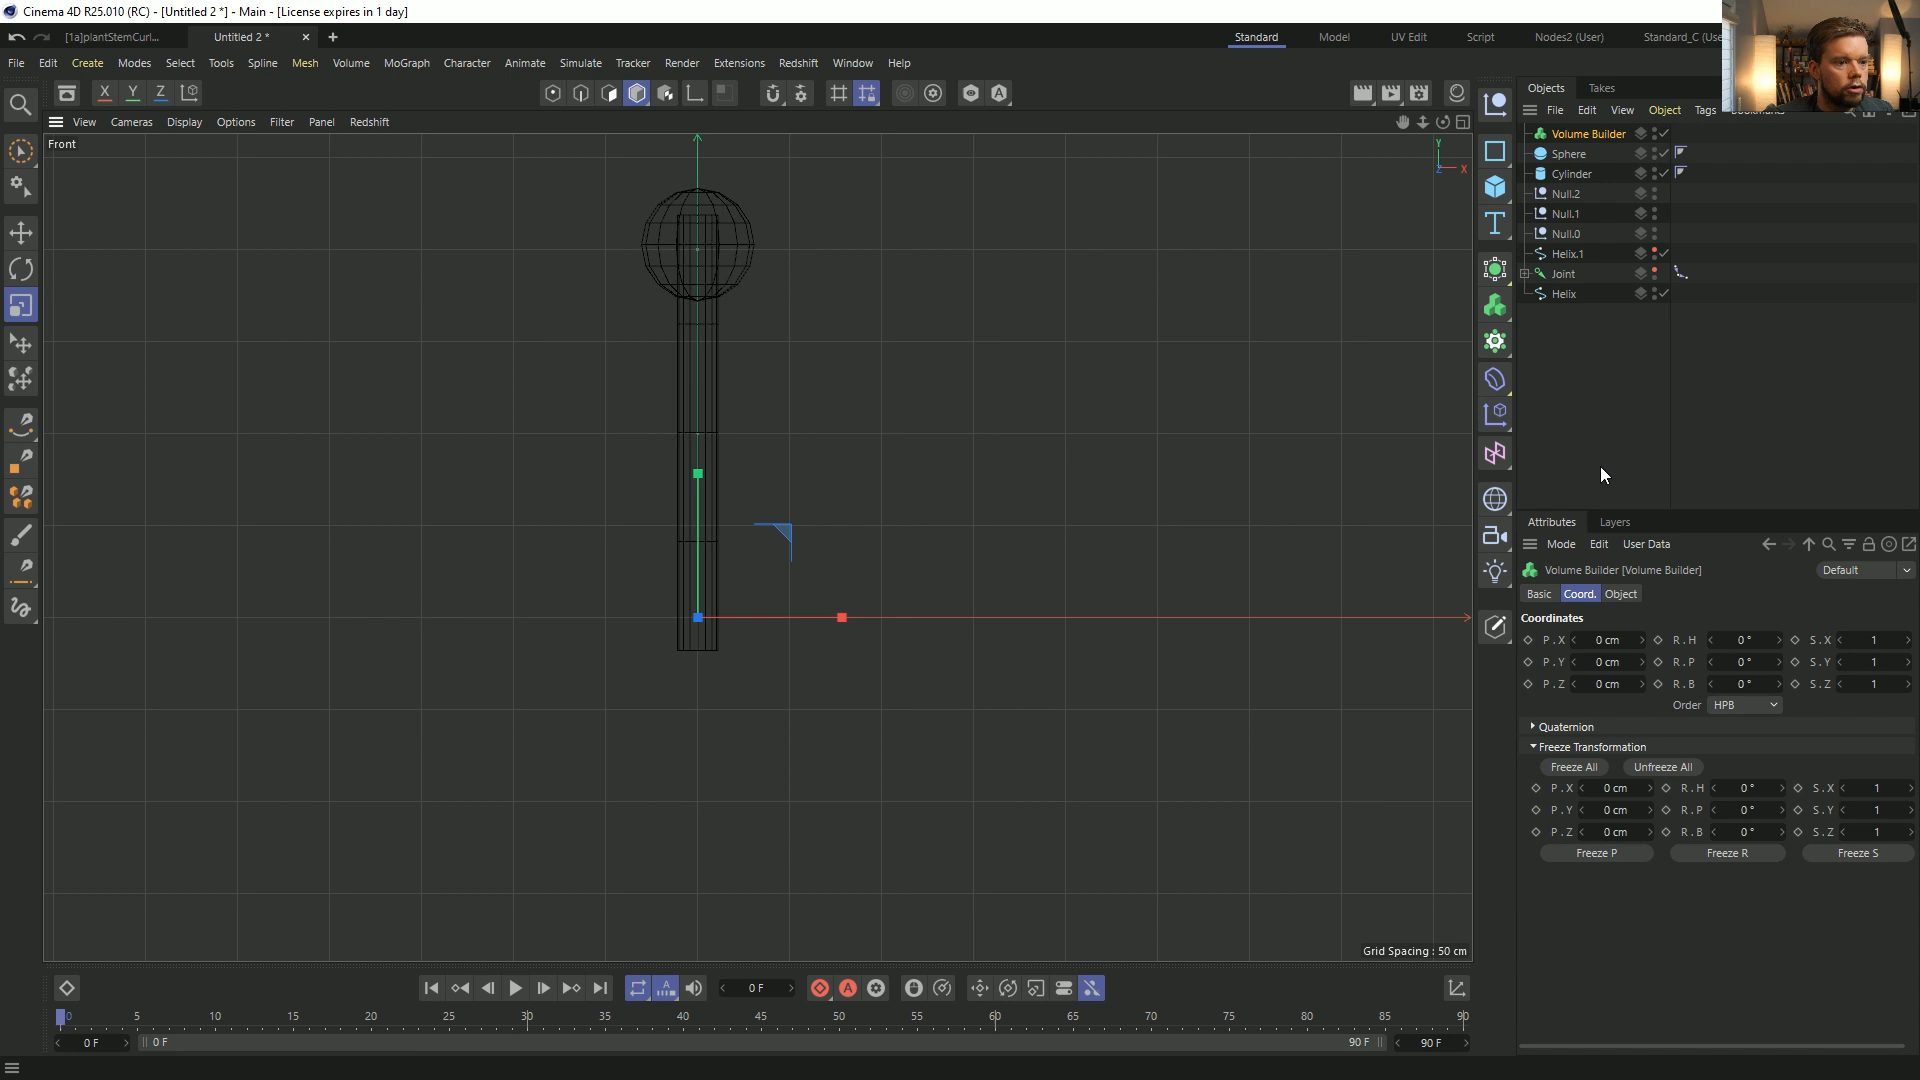 Cinema 4D R25.010 (RC) - [Untitled 2 *] - Main - [License expires in 1 day]
[1a]plantStemCurl... Untitled 2 * Standard Model UV Edit Script Nodes2 (User) Standard_C (Use
File Edit Create Modes Select Tools Spline Mesh Volume MoGraph Character Animate Simulate Tracker Render Extensions Redshift Window Help
X Y Z
View Cameras Display Options Filter Panel Redshift
Front
Y
X
Z
Grid Spacing : 50 cm
Objects Takes
File Edit View Object Tags Bookmarks
Volume Builder
Sphere
Cylinder
Null.2
Null.1
Null.0
Helix.1
Joint
Helix
Attributes Layers
Mode Edit User Data
Volume Builder [Volume Builder] Default
Basic Coord. Object
Coordinates
P . X 0 cm R . H 0 ° S . X 1
P . Y 0 cm R . P 0 ° S . Y 1
P . Z 0 cm R . B 0 ° S . Z 1
Order HPB
Quaternion
Freeze Transformation
Freeze All Unfreeze All
P . X 0 cm R . H 0 ° S . X 1
P . Y 0 cm R . P 0 ° S . Y 1
P . Z 0 cm R . B 0 ° S . Z 1
Freeze P Freeze R Freeze S
0 F
0 5 10 15 20 25 30 35 40 45 50 55 60 65 70 75 80 85 90
0 F 0 F 90 F 90 F